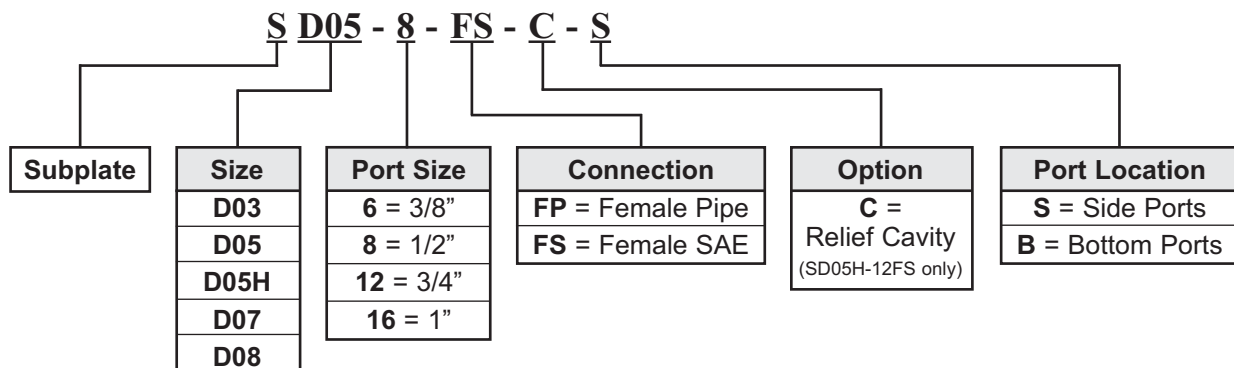 S D05 - 8 - FS - C - S
Subplate
Size
D03
D05
D05H
D07
D08
Port Size
6 = 3/8”
8 = 1/2”
12 = 3/4”
16 = 1”
Connection
FP = Female Pipe
FS = Female SAE
Option
C =
Relief Cavity
(SD05H-12FS only)
Port Location
S = Side Ports
B = Bottom Ports